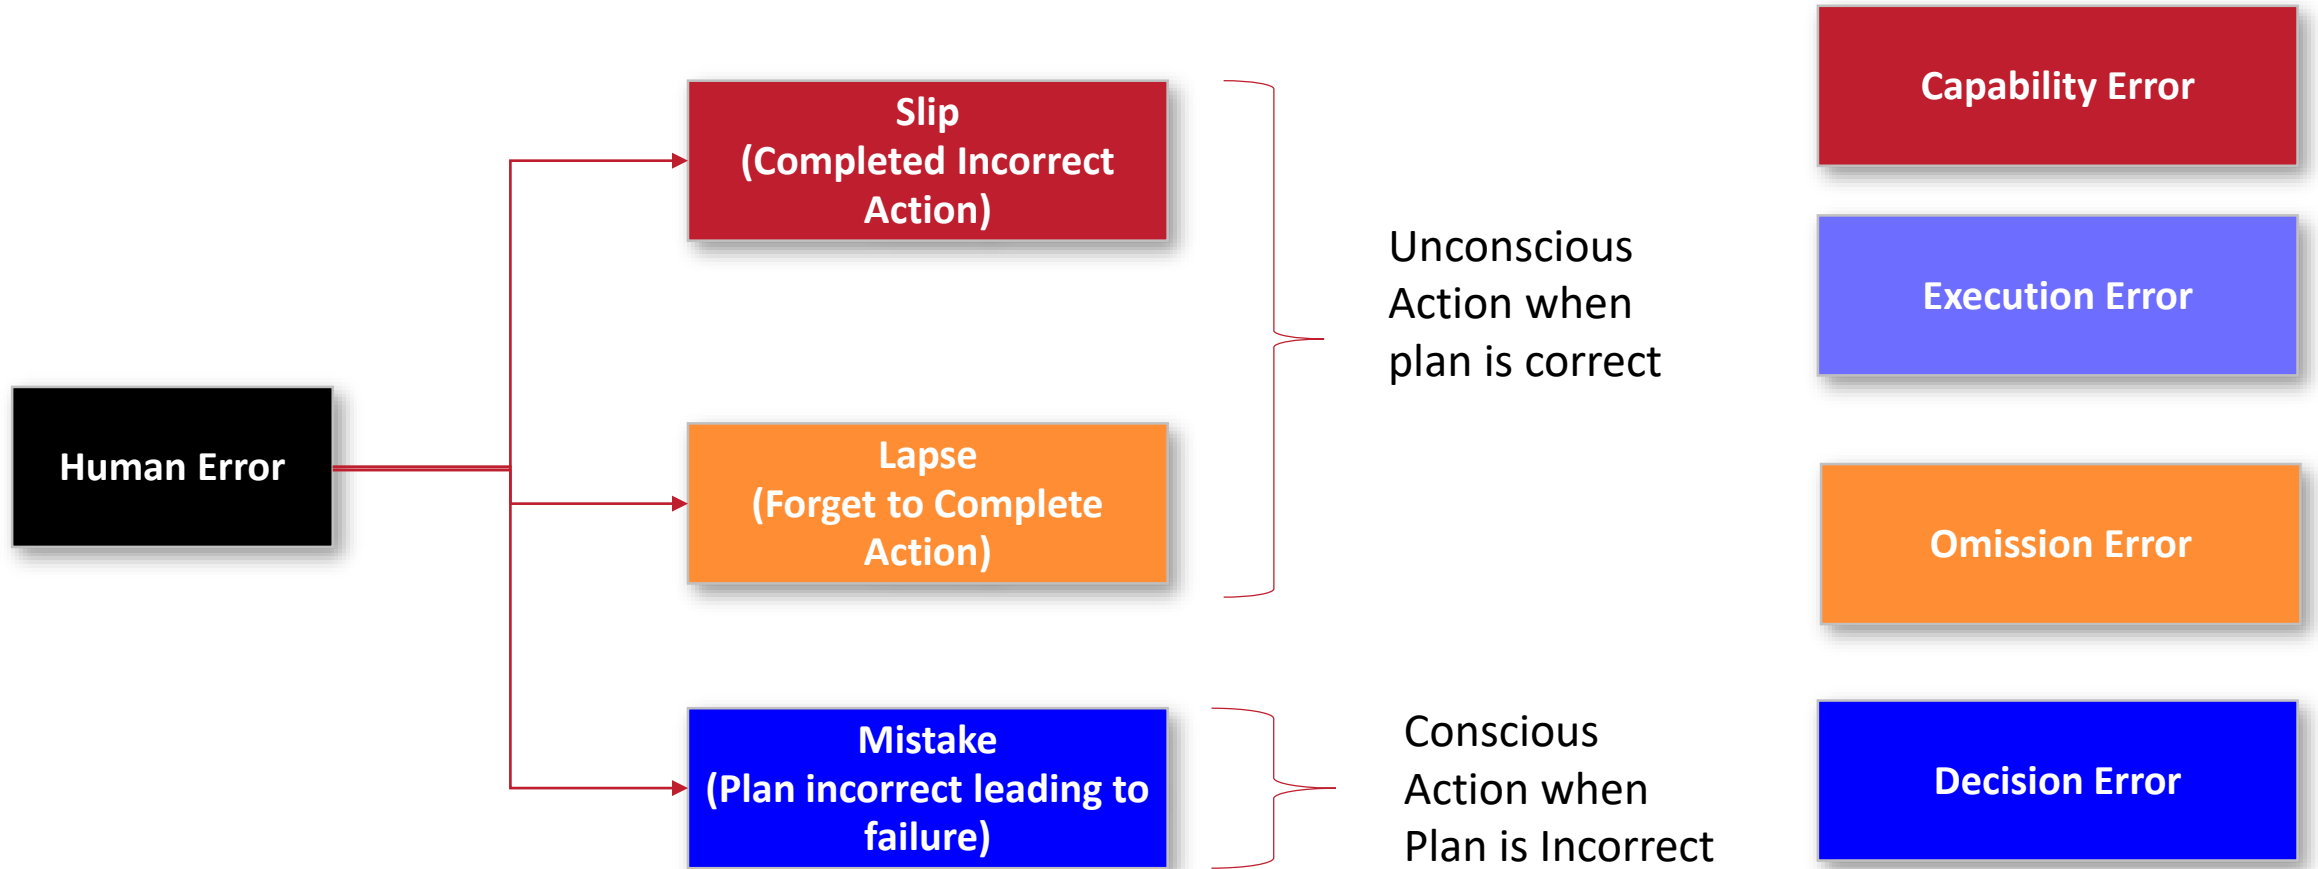 Human Error
Slip
(Completed Incorrect
Action)
Lapse
(Forget to Complete
Action)
Mistake
(Plan incorrect leading to
failure)
Unconscious
Action when
plan is correct
Conscious
Action when
Plan is Incorrect
Capability Error
Execution Error
Omission Error
Decision Error